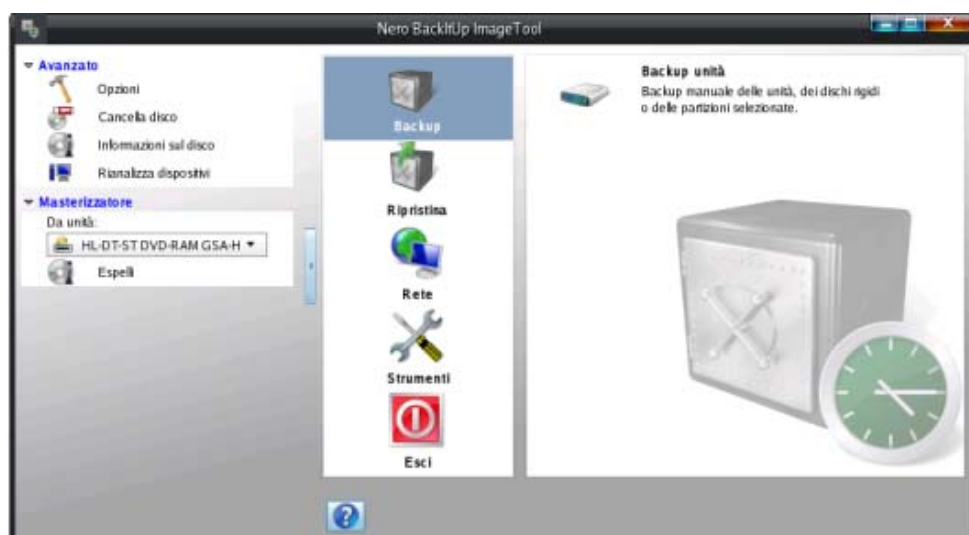 Nero BackItUp ImageTool
Avanzato
Opzioni
Cancella disco
Informazioni sul disco
Rianalizza dispositivi
Masterizzatore
Da unità:
HL-DT-ST DVD-RAM GSA-H
Espelli
Backup
Ripristina
Rete
Strumenti
Esci
Backup unità
Backup manuale delle unità, dei dischi rigidi
o delle partizioni selezionate.